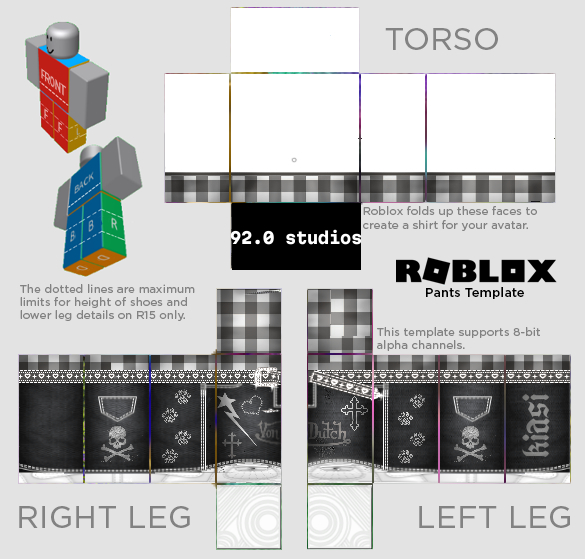 TORSO
FRONT
F
F
L
BACK
B
B
R
92.0 studios
Roblox folds up these faces to
create a shirt for your avatar.
ROBLOX
Pants Template
The dotted lines are maximum
limits for height of shoes and
lower leg details on R15 only.
This template supports 8-bit
alpha channels.
Von Dutch
kiasi
RIGHT LEG
LEFT LEG